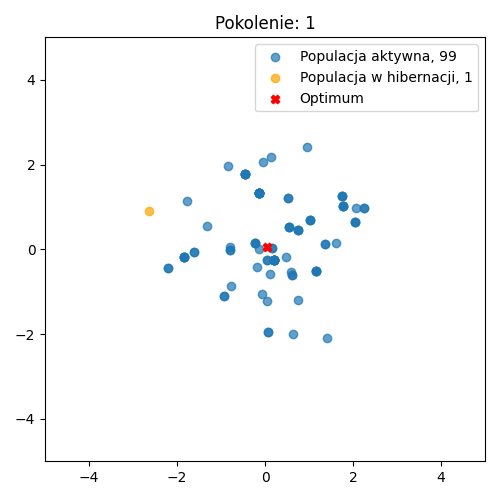 Pokolenie: 1
Populacja aktywna, 99
Populacja w hibernacji, 1
Optimum
4
2
0
−2
−4
−4 −2 0 2 4